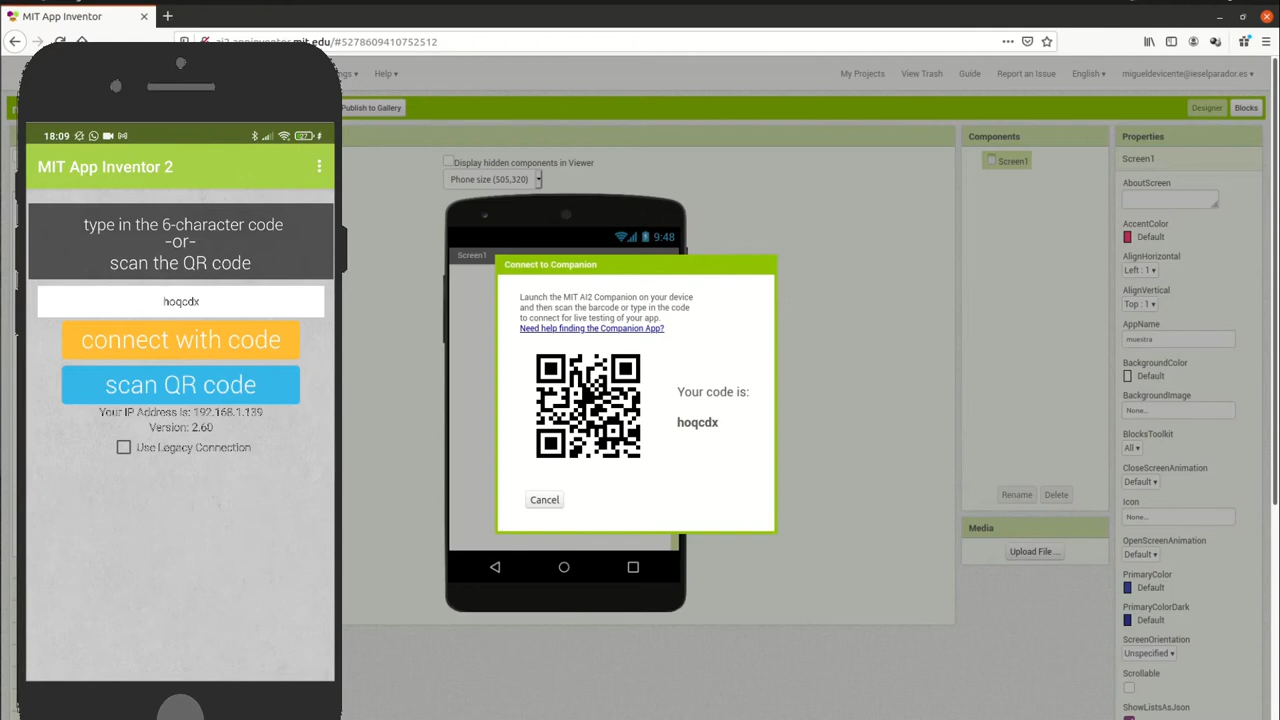 MIT App Inventor
mit.edu/#5278609410752512
Help
My Projects
View Trash
Guide
Report an Issue
English
migueldevicente@ieselparador.es
Publish to Gallery
Designer
Blocks
18:09
27
MIT App Inventor 2
type in the 6-character code
-or-
scan the QR code
hoqcdx
connect with code
scan QR code
Your IP Address is: 192.168.1.139
Version: 2.60
Use Legacy Connection
Display hidden components in Viewer
Phone size (505,320)
9:48
Screen1
Connect to Companion
Launch the MIT AI2 Companion on your device
and then scan the barcode or type in the code
to connect for live testing of your app.
Need help finding the Companion App?
Your code is:
hoqcdx
Cancel
Components
Screen1
Rename
Delete
Media
Upload File ...
Properties
Screen1
AboutScreen
AccentColor
Default
AlignHorizontal
Left : 1
AlignVertical
Top : 1
AppName
muestra
BackgroundColor
Default
BackgroundImage
None...
BlocksToolkit
All
CloseScreenAnimation
Default
Icon
None...
OpenScreenAnimation
Default
PrimaryColor
Default
PrimaryColorDark
Default
ScreenOrientation
Unspecified
Scrollable
ShowListsAsJson